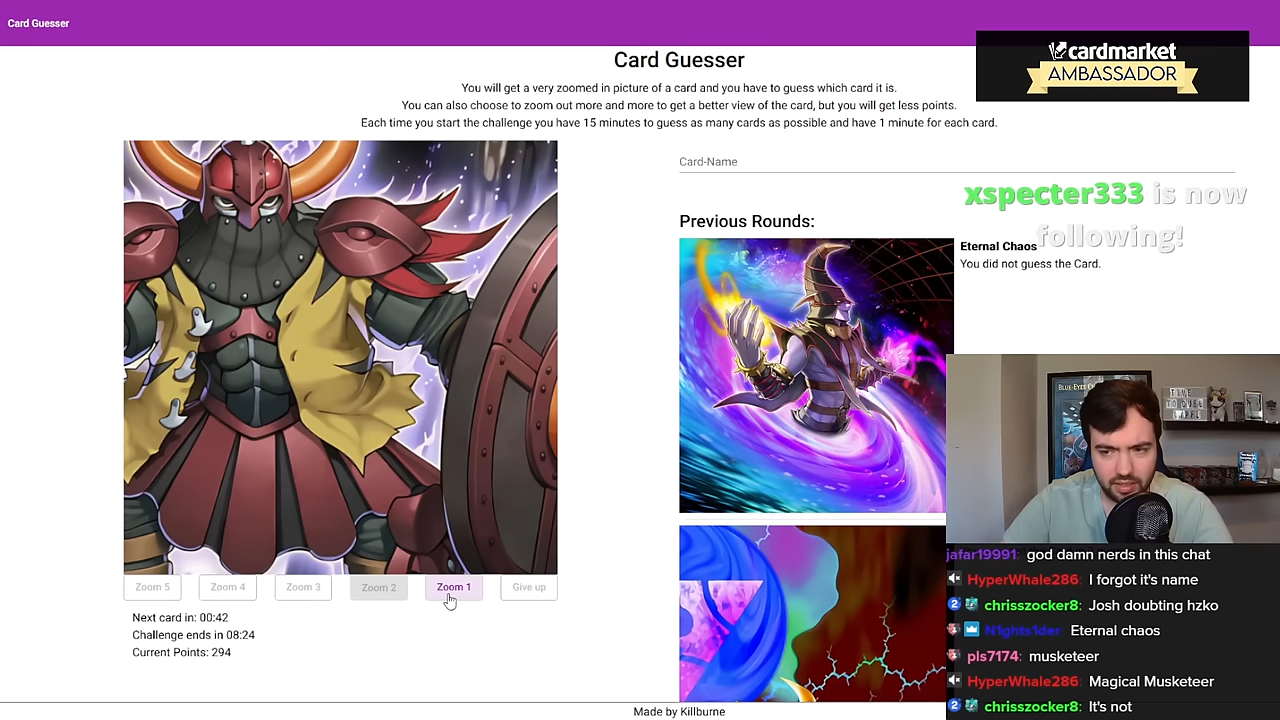 Card Guesser
Card Guesser
You will get a very zoomed in picture of a card and you have to guess which card it is.
You can also choose to zoom out more and more to get a better view of the card, but you will get less points.
Each time you start the challenge you have 15 minutes to guess as many cards as possible and have 1 minute for each card.
cardmarket
AMBASSADOR
Card-Name
xspecter333 is now
following!
Previous Rounds:
Eternal Chaos
You did not guess the Card.
Zoom 5
Zoom 4
Zoom 3
Zoom 2
Zoom 1
Give up
Next card in: 00:42
Challenge ends in 08:24
Current Points: 294
BLUE-EYES
jafar19991: god damn nerds in this chat
HyperWhale286: I forgot it's name
2 chrisszocker8: Josh doubting hzko
N1ghts1der Eternal chaos
pls7174: musketeer
HyperWhale286: Magical Musketeer
2 chrisszocker8: It's not
Made by Killburne